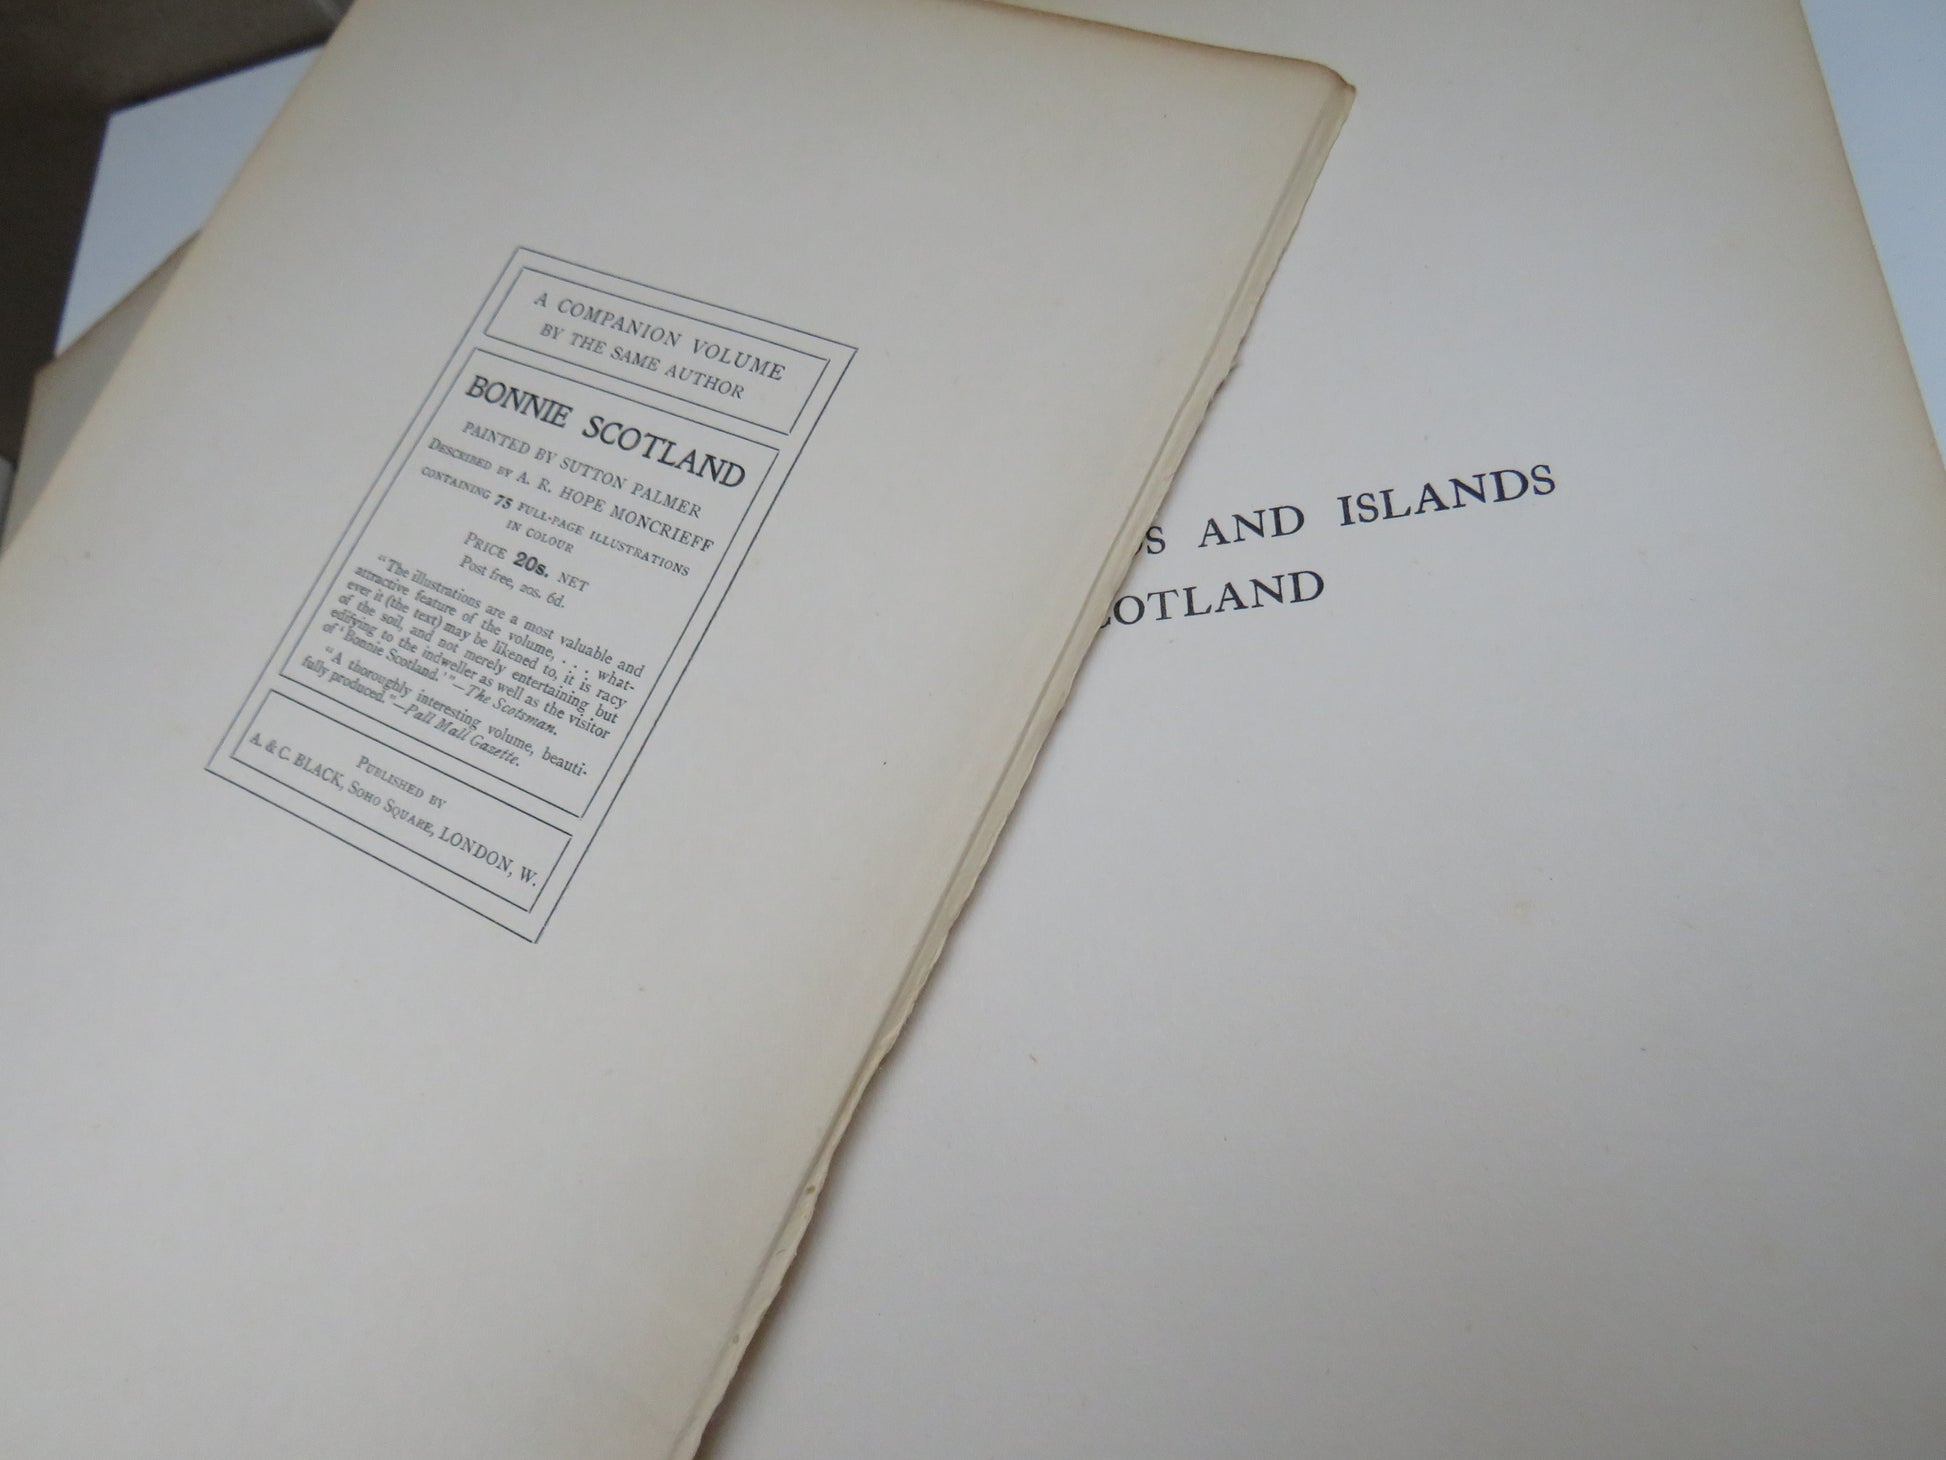 A COMPANION VOLUME
BY THE SAME AUTHOR
BONNIE SCOTLAND
PAINTED BY SUTTON PALMER
DESCRIBED BY A. R. HOPE MONCRIEFF
CONTAINING 75 FULL-PAGE ILLUSTRATIONS
IN COLOUR
PRICE 20s. NET
Post free, 20s. 6d.
"The illustrations are a most valuable and
attractive feature of the volume, . . . what-
ever it (the text) may be likened to, it is racy
of the soil, and not merely entertaining but
edifying to the indweller as well as the visitor
of 'Bonnie Scotland.'"—The Scotsman.
"A thoroughly interesting volume, beauti-
fully produced."—Pall Mall Gazette.
PUBLISHED BY
A. & C. BLACK, SOHO SQUARE, LONDON, W.
S AND ISLANDS
COTLAND